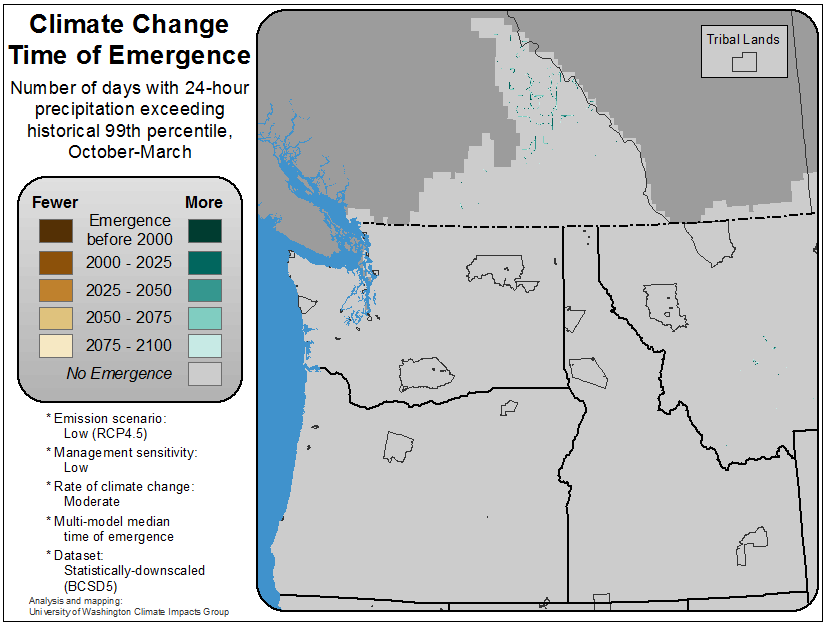 Climate Change
Time of Emergence
Number of days with 24-hour
precipitation exceeding
historical 99th percentile,
October-March
Fewer More
Emergence
before 2000
2000 - 2025
2025 - 2050
2050 - 2075
2075 - 2100
No Emergence
* Emission scenario:
Low (RCP4.5)
* Management sensitivity:
Low
* Rate of climate change:
Moderate
* Multi-model median
time of emergence
* Dataset:
Statistically-downscaled
(BCSD5)
Analysis and mapping:
University of Washington Climate Impacts Group
Tribal Lands